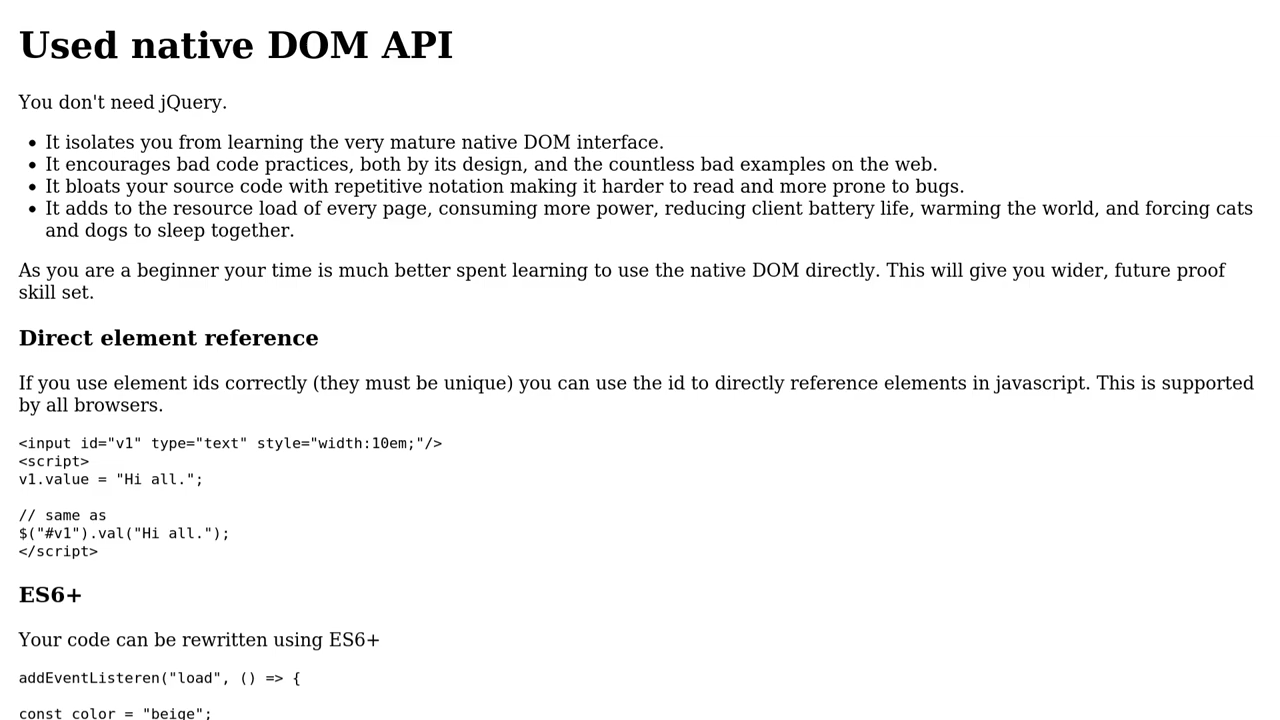 Used native DOM API
You don't need jQuery.
• It isolates you from learning the very mature native DOM interface.
• It encourages bad code practices, both by its design, and the countless bad examples on the web.
• It bloats your source code with repetitive notation making it harder to read and more prone to bugs.
• It adds to the resource load of every page, consuming more power, reducing client battery life, warming the world, and forcing cats
and dogs to sleep together.
As you are a beginner your time is much better spent learning to use the native DOM directly. This will give you wider, future proof
skill set.
Direct element reference
If you use element ids correctly (they must be unique) you can use the id to directly reference elements in javascript. This is supported
by all browsers.
<input id="v1" type="text" style="width:10em;"/>
<script>
v1.value = "Hi all.";
// same as
$("#v1").val("Hi all.");
</script>
ES6+
Your code can be rewritten using ES6+
addEventListeren("load", () => {
const color = "beige";